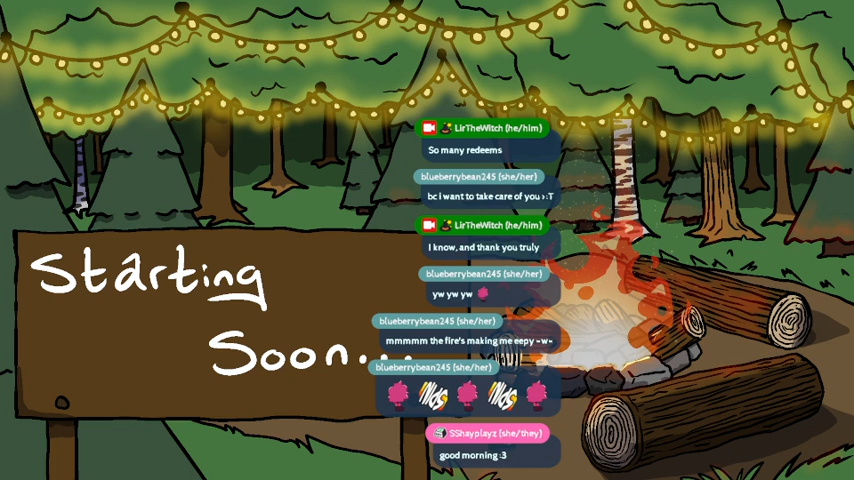 Starting
Soon...
LirTheWitch (he/him)
So many redeems
blueberrybean245 (she/her)
bc i want to take care of you >:T
LirTheWitch (he/him)
I know, and thank you truly
blueberrybean245 (she/her)
yw yw yw
blueberrybean245 (she/her)
mmmmm the fire's making me eepy ~w~
blueberrybean245 (she/her)
SShayplayz (she/they)
good morning :3